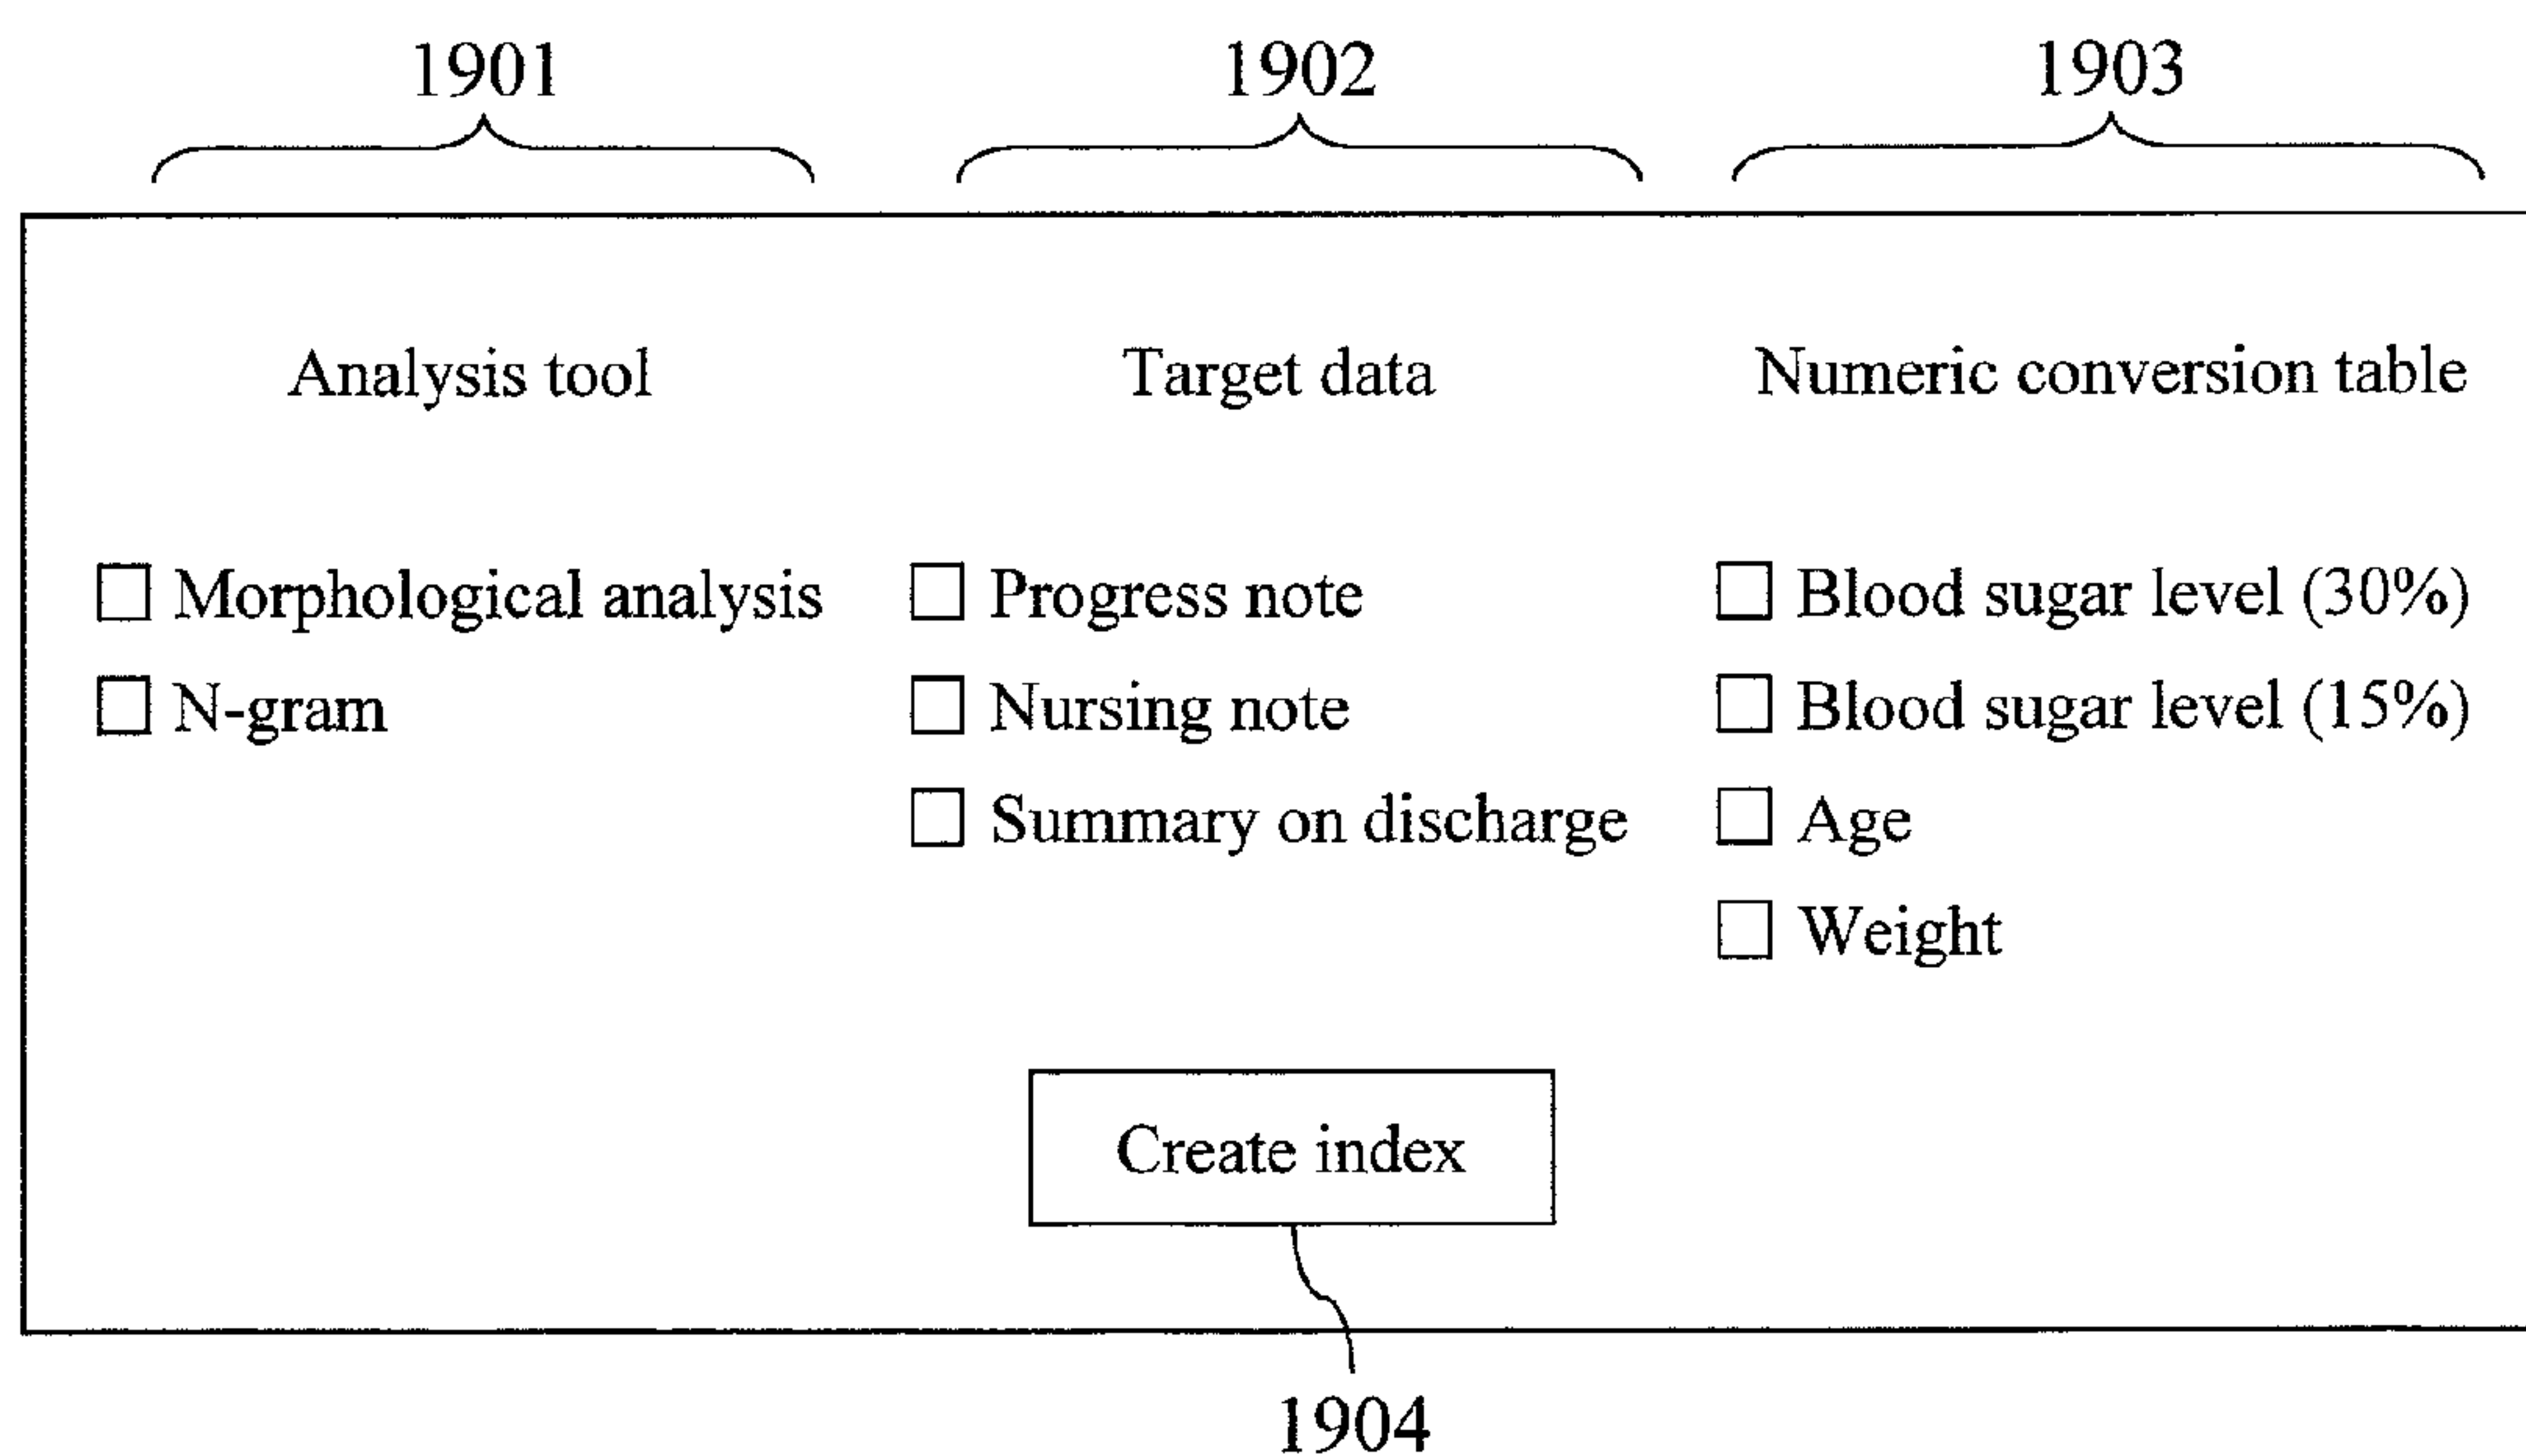 1901 1902 1903
Analysis tool Target data Numeric conversion table
Morphological analysis Progress note Blood sugar level (30%)
N-gram Nursing note Blood sugar level (15%)
Summary on discharge Age
Weight
Create index
1904